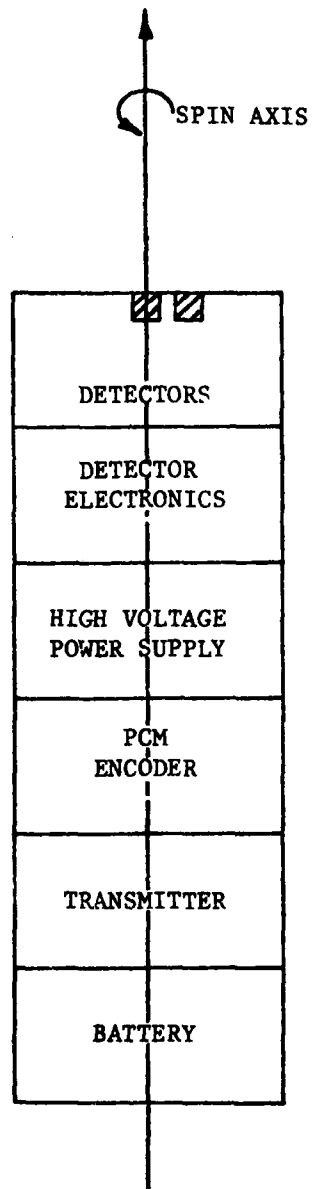 SPIN AXIS
DETECTORS
DETECTOR
ELECTRONICS
HIGH VOLTAGE
POWER SUPPLY
PCM
ENCODER
TRANSMITTER
BATTERY